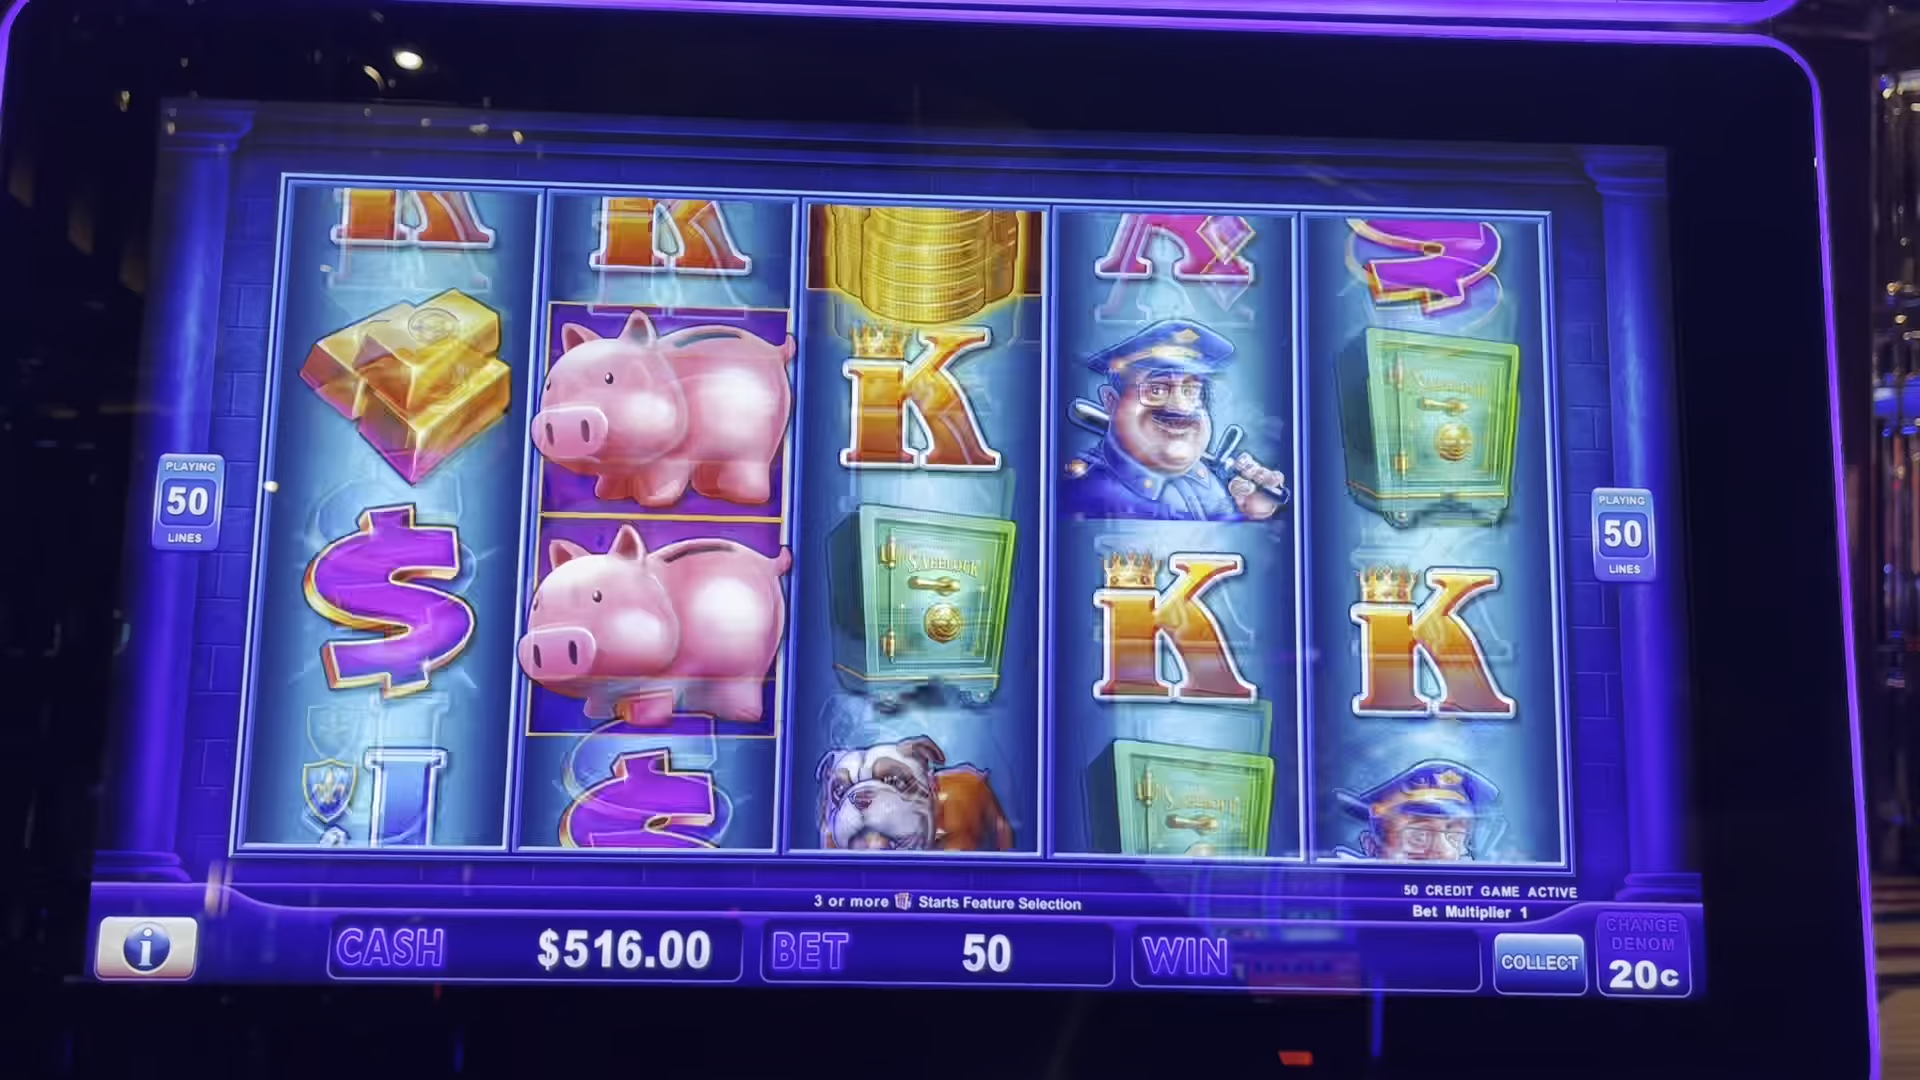 K K A $
K
PLAYING
50
LINES
PLAYING
50
LINES
$ SAFELOCK K K
J $
50 CREDIT GAME ACTIVE
3 or more Starts Feature Selection
Bet Multiplier 1
i CASH $516.00 BET 50 WIN COLLECT
CHANGE
DENOM
20c